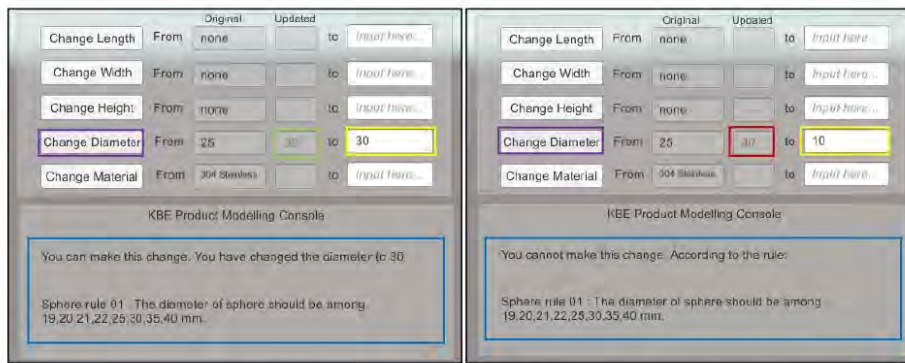 Original Updated
Change Length From none to Input here...
Change Width From none to Input here...
Change Height From none to Input here...
Change Diameter From 25 30 to 30
Change Material From 304 Stainless to Input here...
KBE Product Modelling Console
You can make this change. You have changed the diameter to 30
Sphere rule 01 : The diameter of sphere should be among
19,20,21,22,25,30,35,40 mm.
Original Updated
Change Length From none to Input here...
Change Width From none to Input here...
Change Height From none to Input here...
Change Diameter From 25 to 10
Change Material From 304 Stainless to Input here...
KBE Product Modelling Console
You cannot make this change. According to the rule:
Sphere rule 01 : The diameter of sphere should be among
19,20,21,22,25,30,35,40 mm.